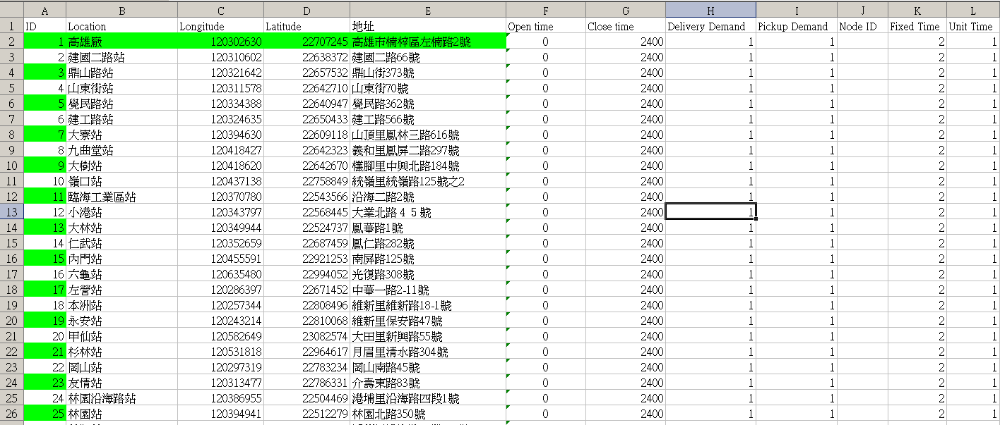 A B C D E F G H I J K L
1 ID Location Longitude Latitude 地址 Open time Close time Delivery Demand Pickup Demand Node ID Fixed Time Unit Time
2 1 高雄廠 120302630 22707245 高雄市楠梓區左楠路2號 0 2400 1 1 2 1
3 2 建國二路站 120310602 22638372 建國二路66號 0 2400 1 1 2 1
4 3 鼎山路站 120321642 22657532 鼎山街373號 0 2400 1 1 2 1
5 4 山東街站 120311578 22642710 山東街70號 0 2400 1 1 2 1
6 5 覺民路站 120334388 22640947 覺民路362號 0 2400 1 1 2 1
7 6 建工路站 120324635 22650433 建工路566號 0 2400 1 1 2 1
8 7 大寮站 120394630 22609118 山頂里鳳林三路616號 0 2400 1 1 2 1
9 8 九曲堂站 120418427 22642323 義和里鳳屏二路297號 0 2400 1 1 2 1
10 9 大樹站 120418620 22642670 檨腳里中興北路184號 0 2400 1 1 2 1
11 10 嶺口站 120437138 22758849 統嶺里統嶺路125號之2 0 2400 1 1 2 1
12 11 臨海工業區站 120370780 22543566 沿海二路2號 0 2400 1 1 2 1
13 12 小港站 120343797 22568445 大業北路４５號 0 2400 1 1 2 1
14 13 大林站 120349944 22524737 鳳華路1號 0 2400 1 1 2 1
15 14 仁武站 120352659 22687459 鳳仁路282號 0 2400 1 1 2 1
16 15 內門站 120455591 22921253 南屏路125號 0 2400 1 1 2 1
17 16 六龜站 120635480 22994052 光復路308號 0 2400 1 1 2 1
18 17 左營站 120286397 22671452 中華一路2-11號 0 2400 1 1 2 1
19 18 本洲站 120257344 22808496 維新里維新路18-1號 0 2400 1 1 2 1
20 19 永安站 120243214 22810068 維新里保安路47號 0 2400 1 1 2 1
21 20 甲仙站 120582649 23082574 大田里新興路55號 0 2400 1 1 2 1
22 21 杉林站 120531818 22964617 月眉里清水路304號 0 2400 1 1 2 1
23 22 岡山站 120297319 22783234 岡山南路45號 0 2400 1 1 2 1
24 23 友情站 120313477 22786331 介壽東路83號 0 2400 1 1 2 1
25 24 林園沿海路站 120386955 22504469 港埔里沿海路四段1號 0 2400 1 1 2 1
26 25 林園站 120394941 22512279 林園北路350號 0 2400 1 1 2 1